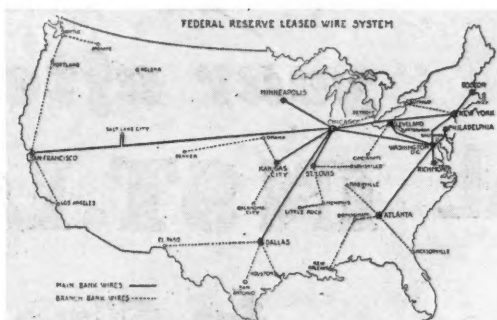 FEDERAL RESERVE LEASED WIRE SYSTEM
SEATTLE
SPOKANE
PORTLAND
HELENA
MINNEAPOLIS
BOSTON
DETROIT
CHICAGO
CLEVELAND
NEW YORK
PHILADELPHIA
SALT LAKE CITY
OMAHA
WASHINGTON
D.C.
SAN FRANCISCO
DENVER
KANSAS
CITY
CINCINNATI
ST. LOUIS
LOUISVILLE
RICHMOND
NASHVILLE
LOS ANGELES
OKLAHOMA
CITY
MEMPHIS
LITTLE ROCK
BIRMINGHAM
ATLANTA
EL PASO
DALLAS
JACKSONVILLE
HOUSTON
NEW
ORLEANS
SAN
ANTONIO
MAIN BANK WIRES
BRANCH BANK WIRES